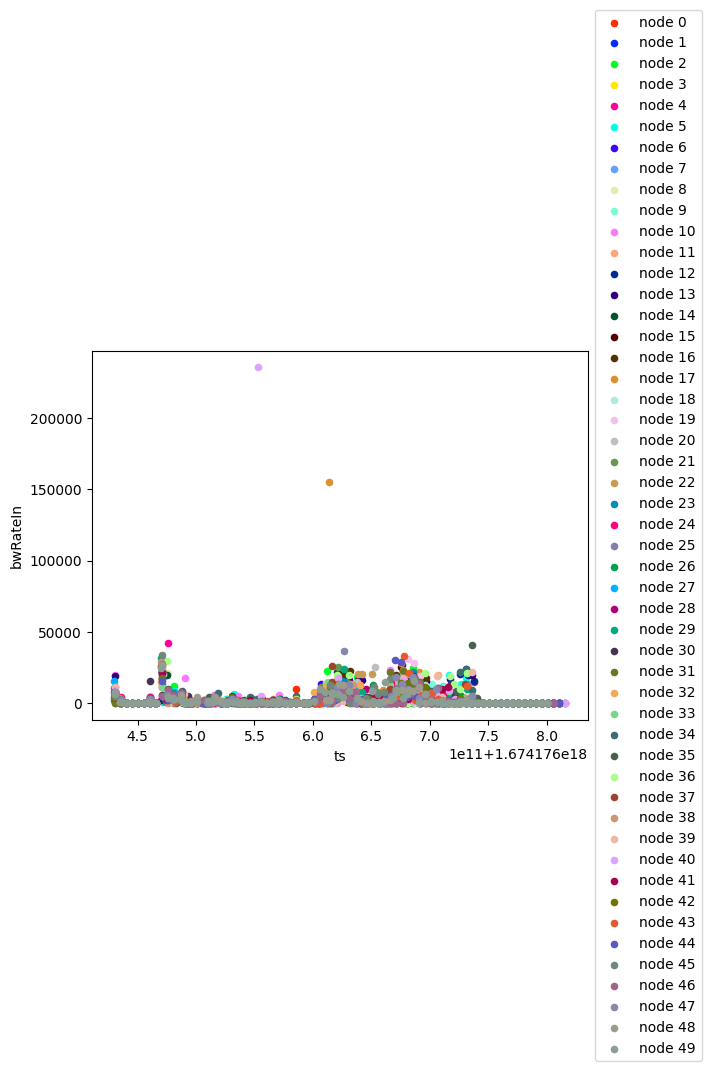 node 0
node 1
node 2
node 3
node 4
node 5
node 6
node 7
node 8
node 9
node 10
node 11
node 12
node 13
node 14
node 15
node 16
node 17
node 18
node 19
node 20
node 21
node 22
node 23
node 24
node 25
node 26
node 27
node 28
node 29
node 30
node 31
node 32
node 33
node 34
node 35
node 36
node 37
node 38
node 39
node 40
node 41
node 42
node 43
node 44
node 45
node 46
node 47
node 48
node 49
bwRateIn
200000
150000
100000
50000
0
4.5 5.0 5.5 6.0 6.5 7.0 7.5 8.0
ts
1e11+1.674176e18